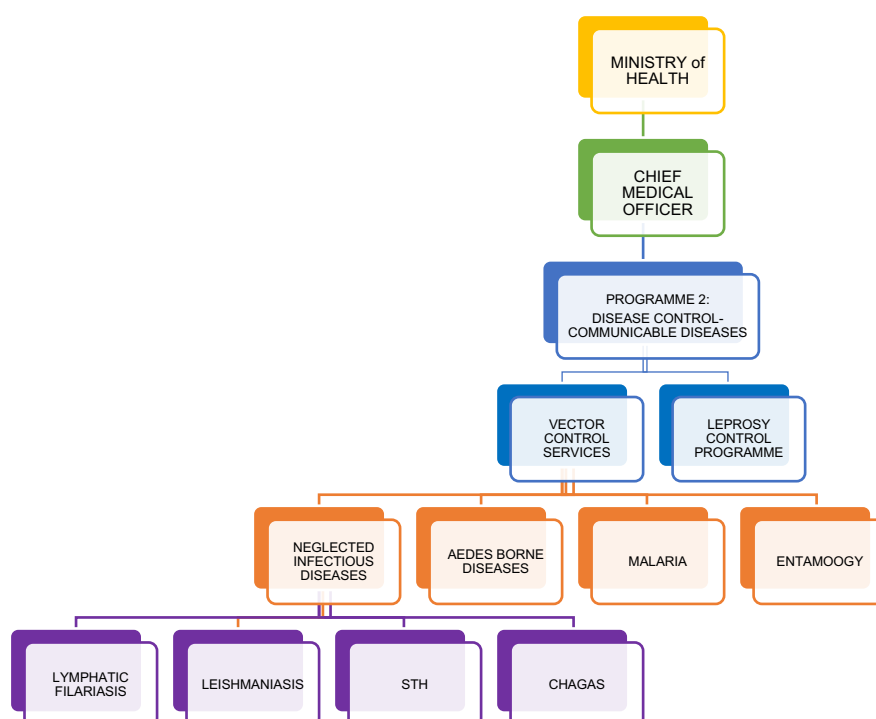 MINISTRY of
HEALTH
CHIEF
MEDICAL
OFFICER
PROGRAMME 2:
DISEASE CONTROL-
COMMUNICABLE DISEASES
VECTOR
CONTROL
SERVICES
LEPROSY
CONTROL
PROGRAMME
NEGLECTED
INFECTIOUS
DISEASES
AEDES BORNE
DISEASES
MALARIA
ENTAMOOGY
LYMPHATIC
FILARIASIS
LEISHMANIASIS
STH
CHAGAS